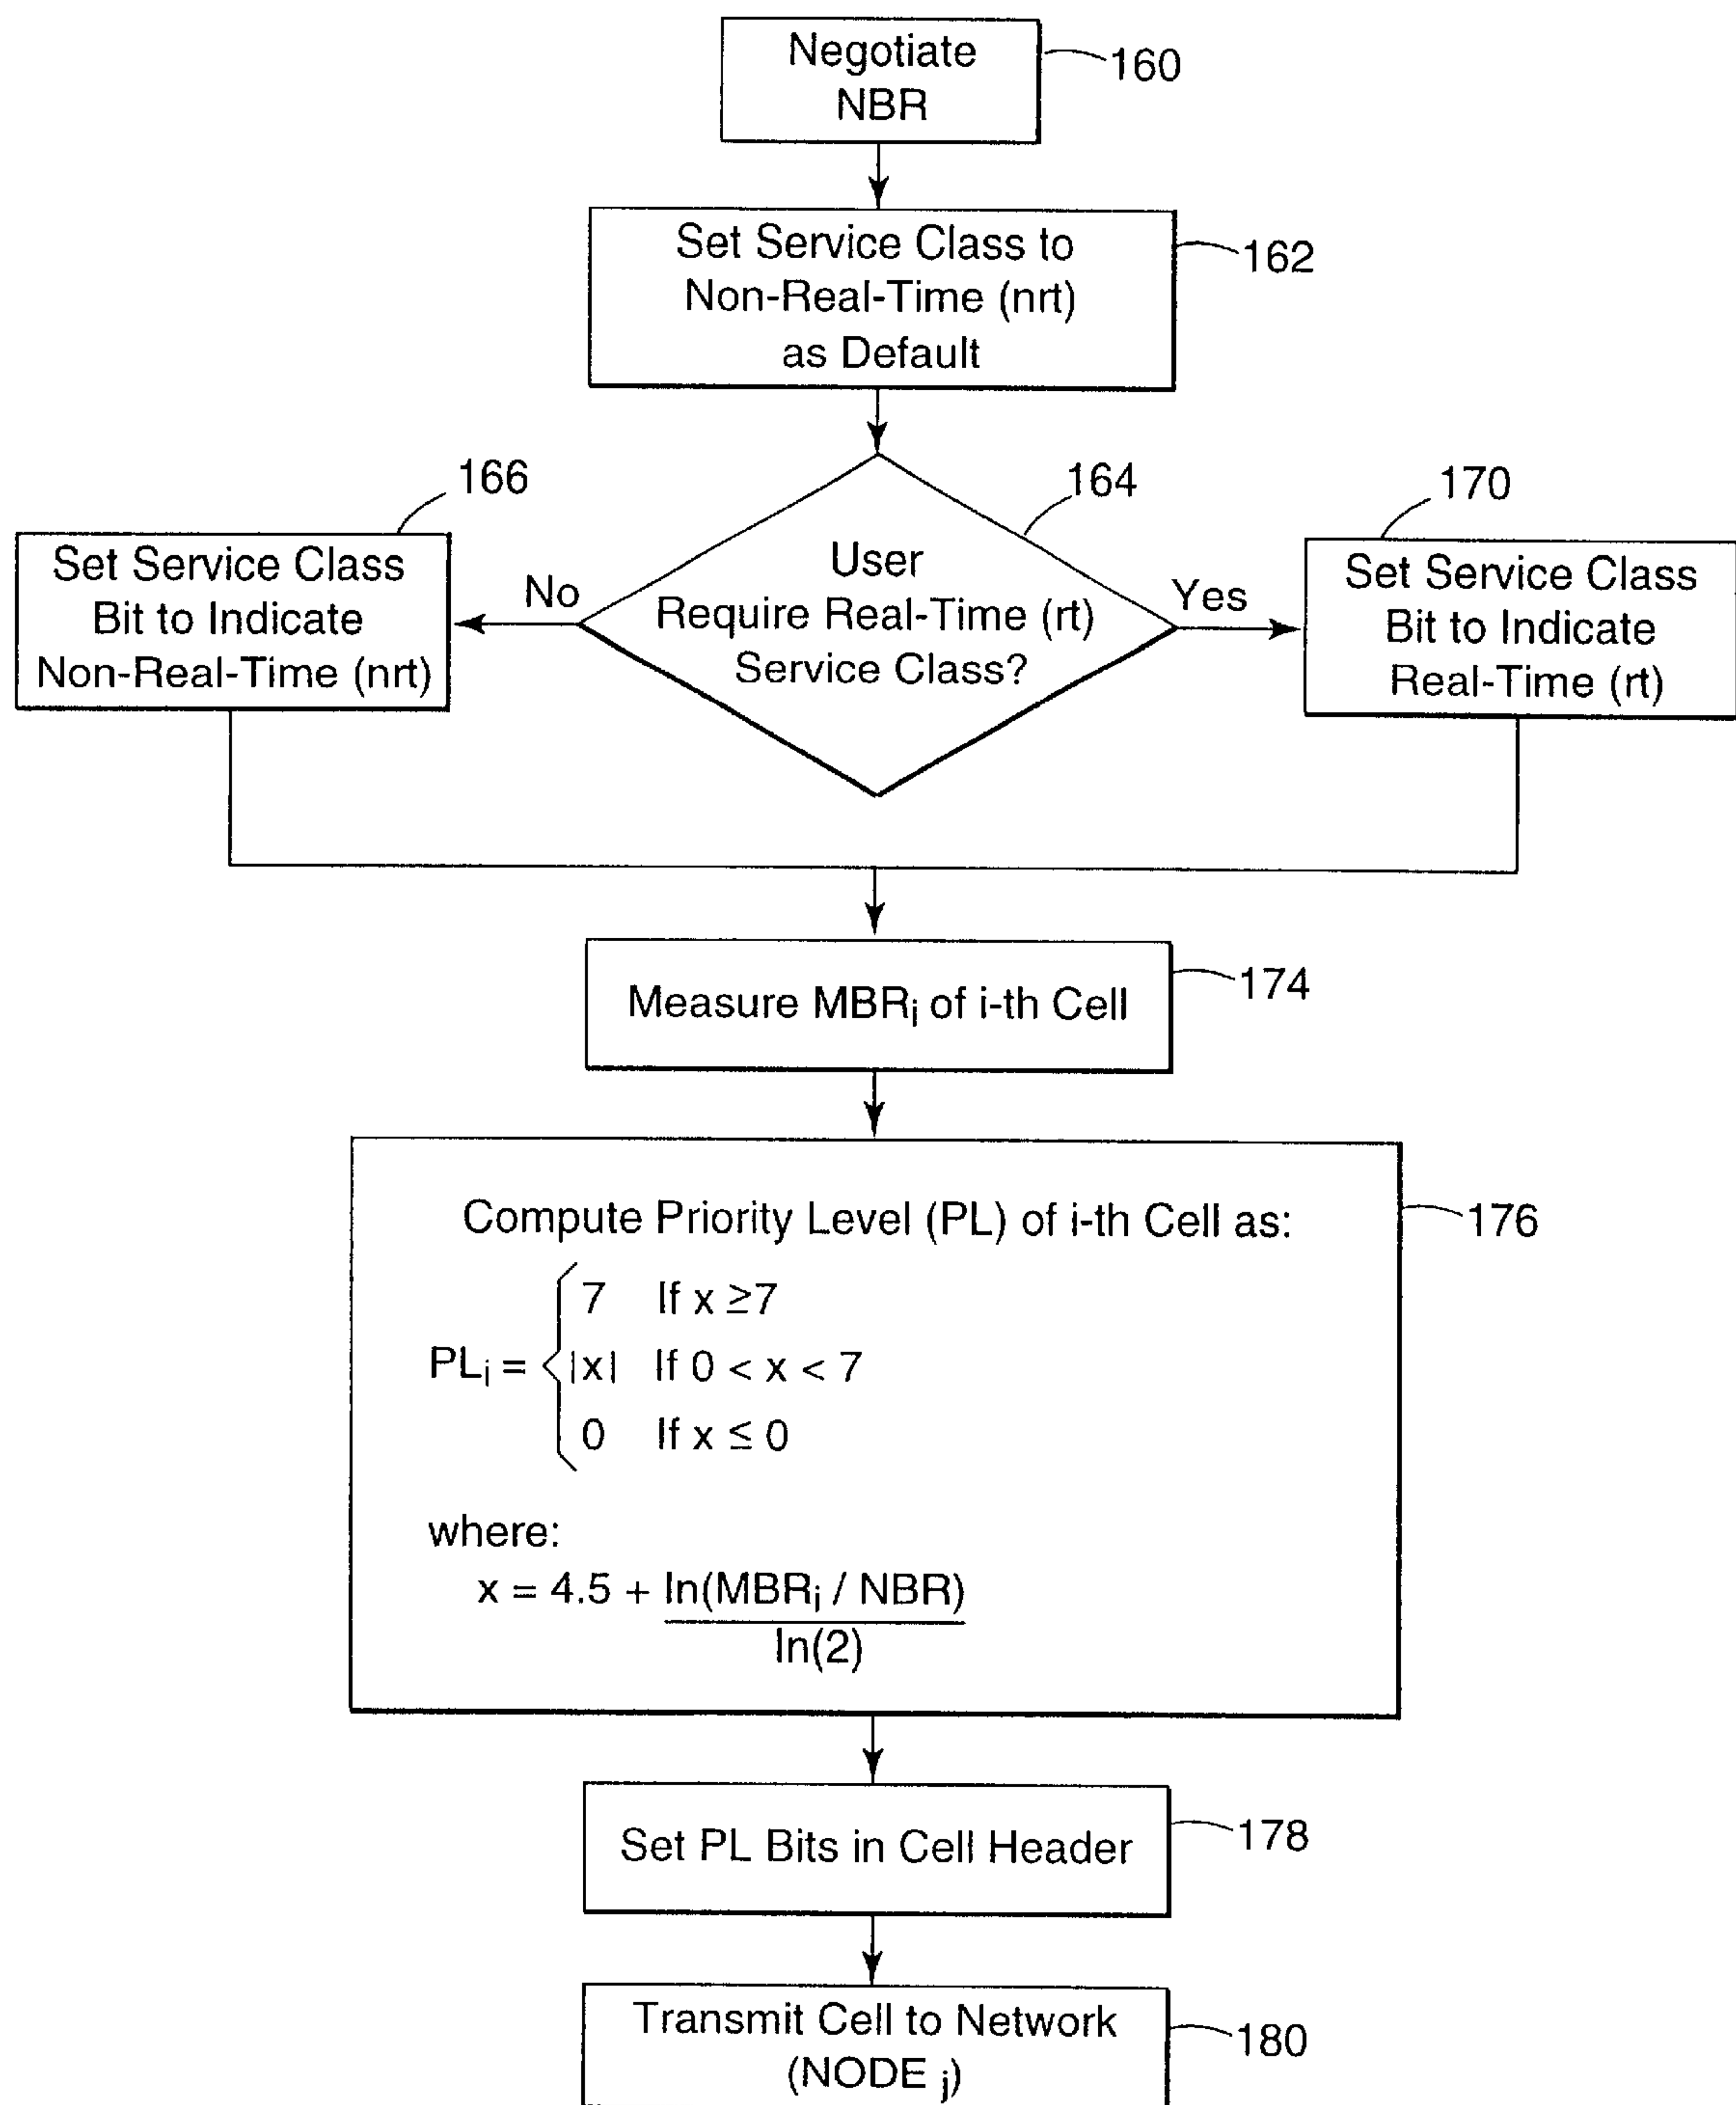 Negotiate
NBR
160
Set Service Class to
Non-Real-Time (nrt)
as Default
162
166
164
170
Set Service Class
Bit to Indicate
Non-Real-Time (nrt)
No
User
Require Real-Time (rt)
Service Class?
Yes
Set Service Class
Bit to Indicate
Real-Time (rt)
Measure MBRi of i-th Cell
174
Compute Priority Level (PL) of i-th Cell as:
176
7 If x ≥7
PLi = |x| If 0 < x < 7
0 If x ≤ 0
where:
x = 4.5 + ln(MBRi / NBR)
ln(2)
Set PL Bits in Cell Header
178
Transmit Cell to Network
(NODE j)
180